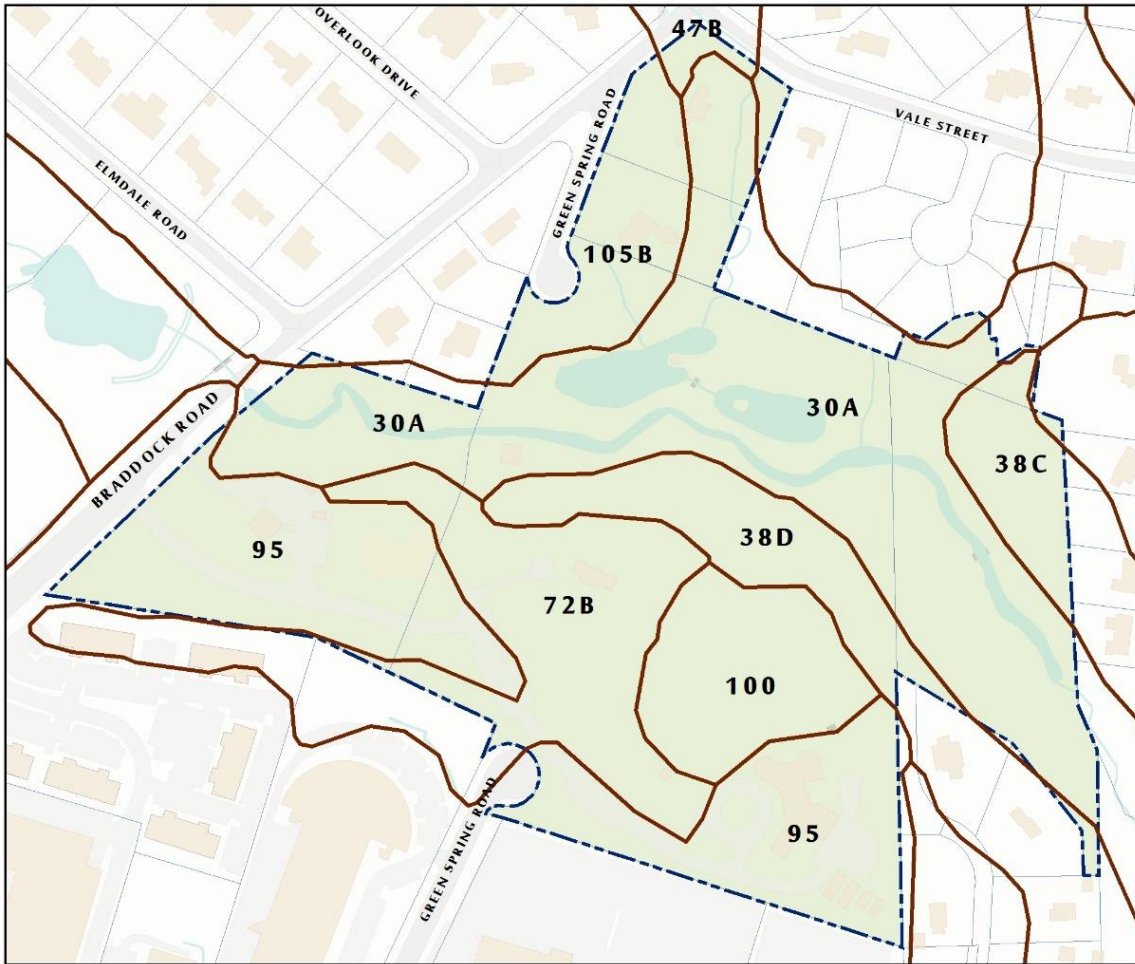 47B
OVERLOOK DRIVE
GREEN SPRING ROAD
VALE STREET
ELMDALE ROAD
105B
30A
30A
BRADDOCK ROAD
38C
95
38D
72B
100
95
GREEN SPRING ROAD